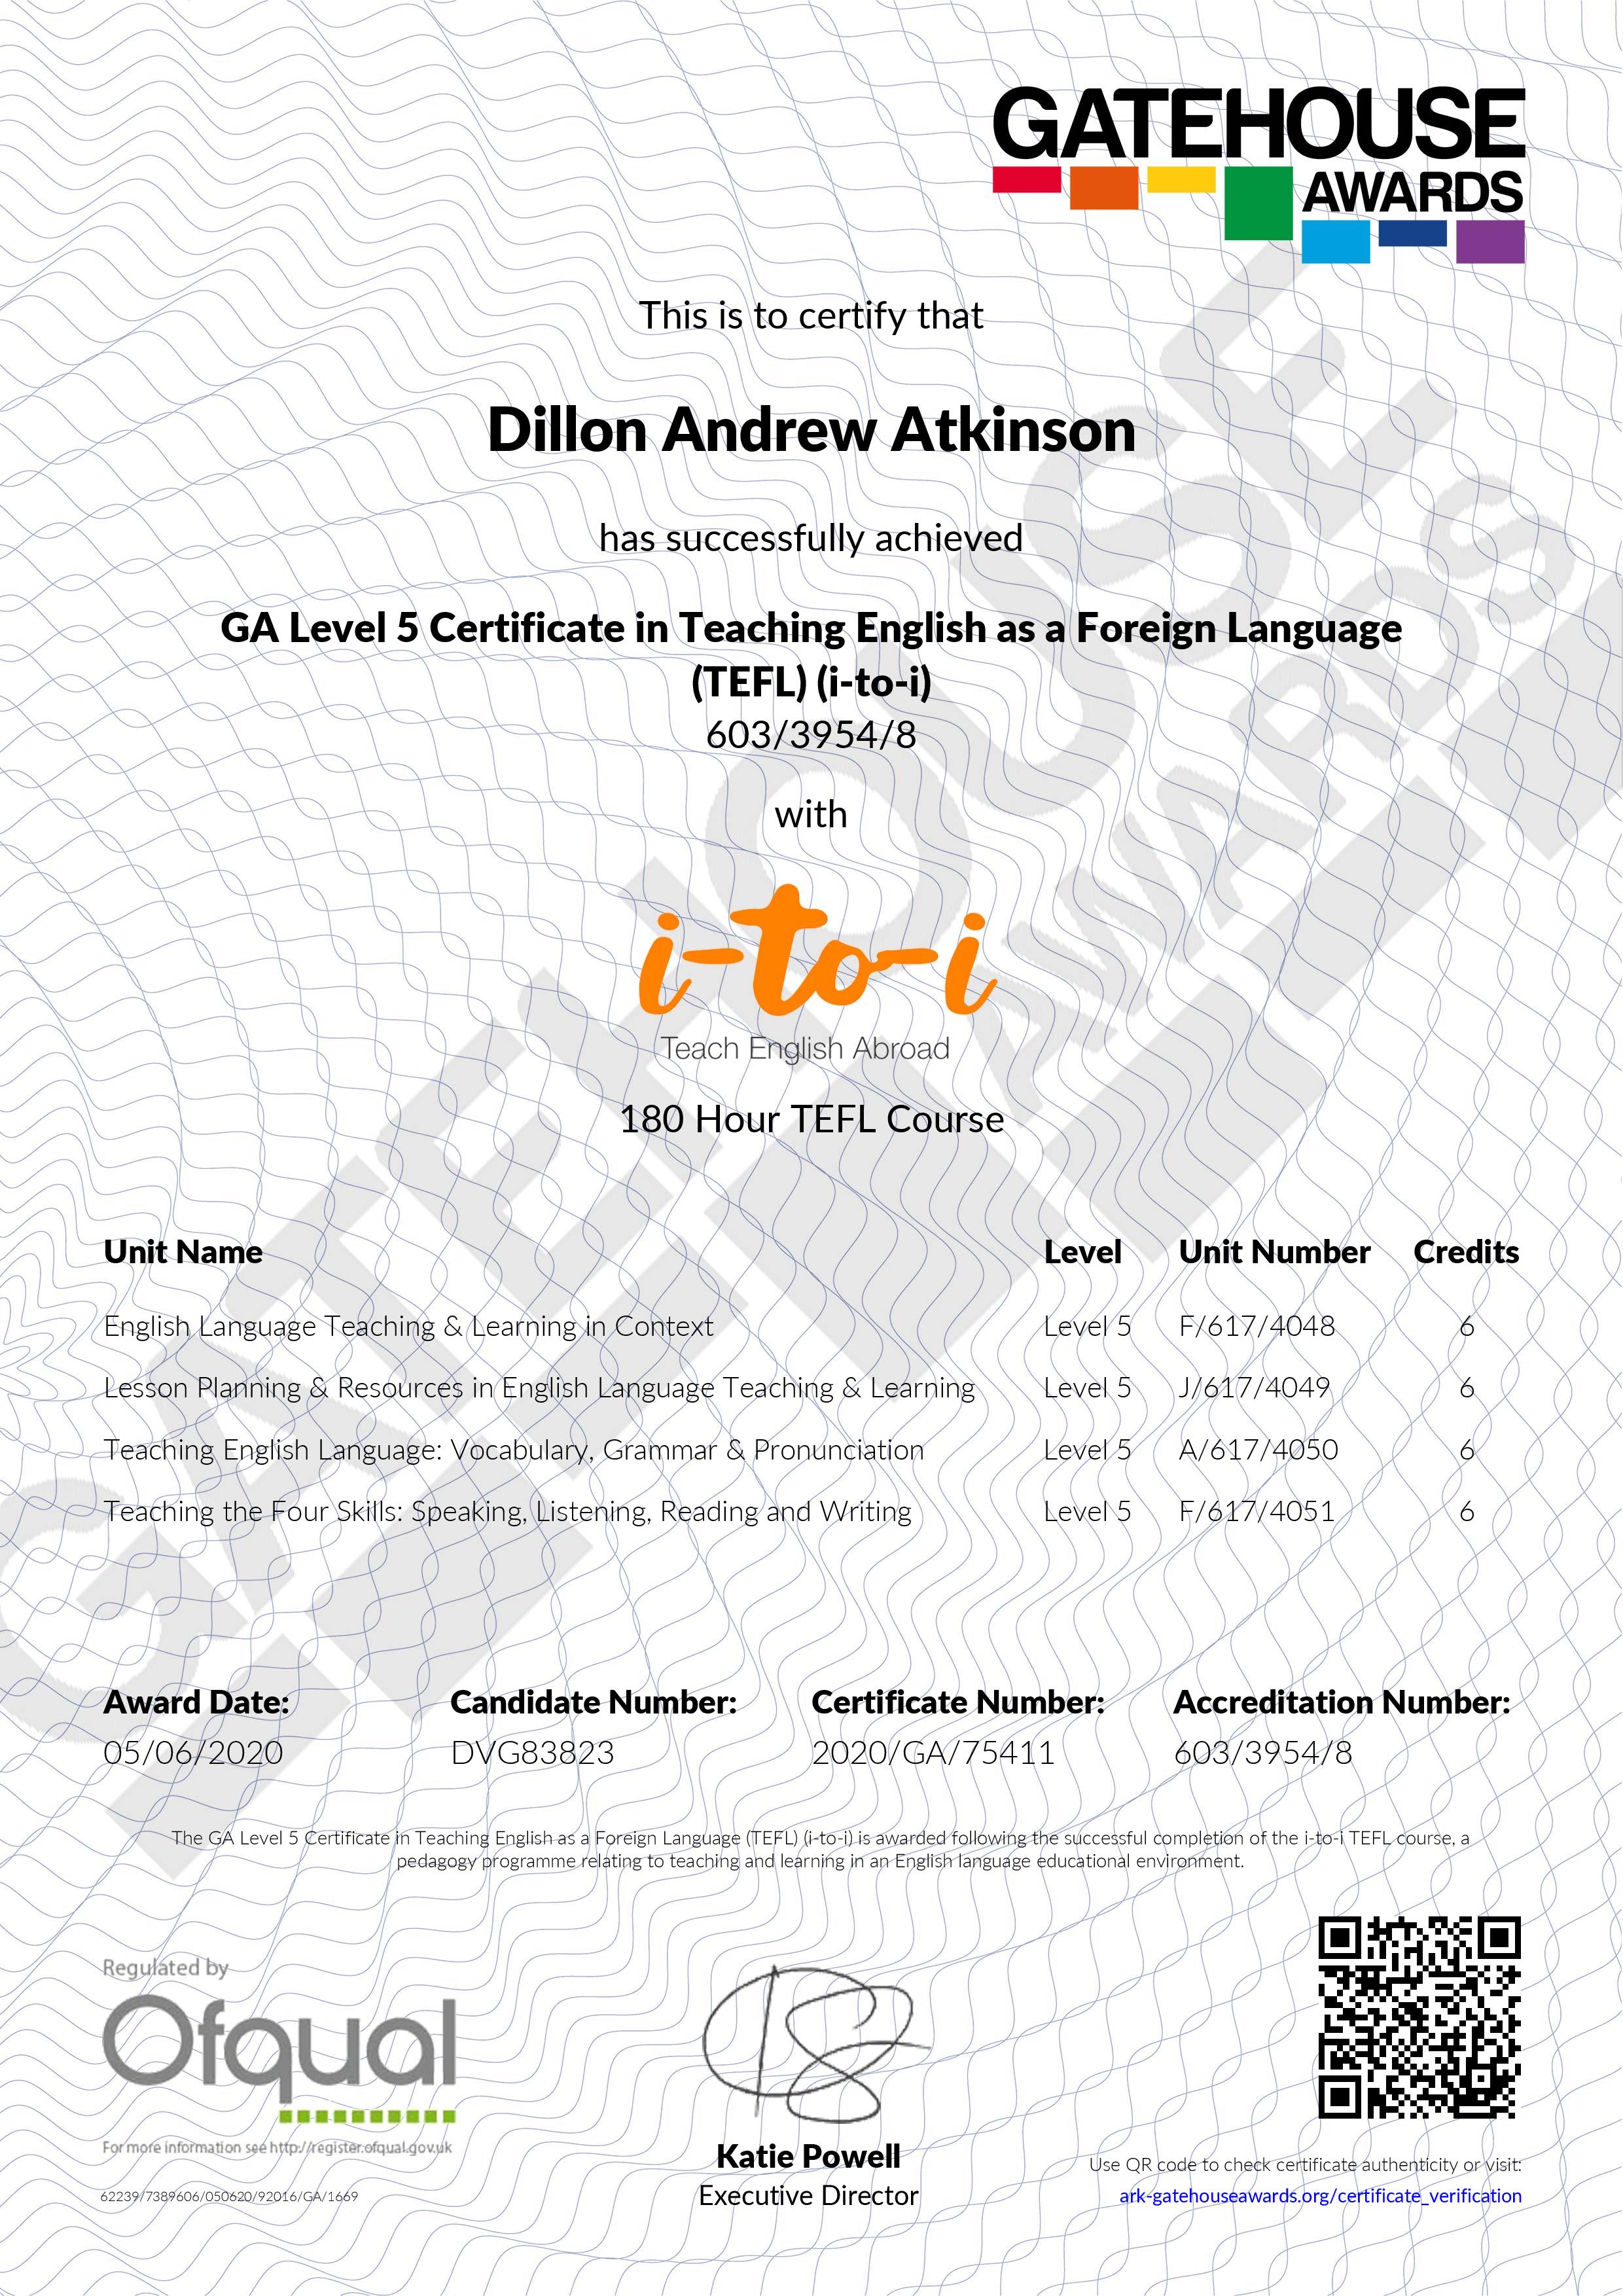 GATEHOUSE
AWARDS
This is to certify that
Dillon Andrew Atkinson
has successfully achieved
GA Level 5 Certificate in Teaching English as a Foreign Language
(TEFL) (i-to-i)
603/3954/8
with
i-to-i
Teach English Abroad
180 Hour TEFL Course
Unit Name Level Unit Number Credits
English Language Teaching & Learning in Context Level 5 F/617/4048 6
Lesson Planning & Resources in English Language Teaching & Learning Level 5 J/617/4049 6
Teaching English Language: Vocabulary, Grammar & Pronunciation Level 5 A/617/4050 6
Teaching the Four Skills: Speaking, Listening, Reading and Writing Level 5 F/617/4051 6
Award Date: Candidate Number: Certificate Number: Accreditation Number:
05/06/2020 DVG83823 2020/GA/75411 603/3954/8
The GA Level 5 Certificate in Teaching English as a Foreign Language (TEFL) (i-to-i) is awarded following the successful completion of the i-to-i TEFL course, a
pedagogy programme relating to teaching and learning in an English language educational environment.
Regulated by
Ofqual
For more information see http://register.ofqual.gov.uk
62239/7389606/050620/92016/GA/1669
Katie Powell
Executive Director
Use QR code to check certificate authenticity or visit:
ark-gatehouseawards.org/certificate_verification
GATEHOUSE
AWARDS